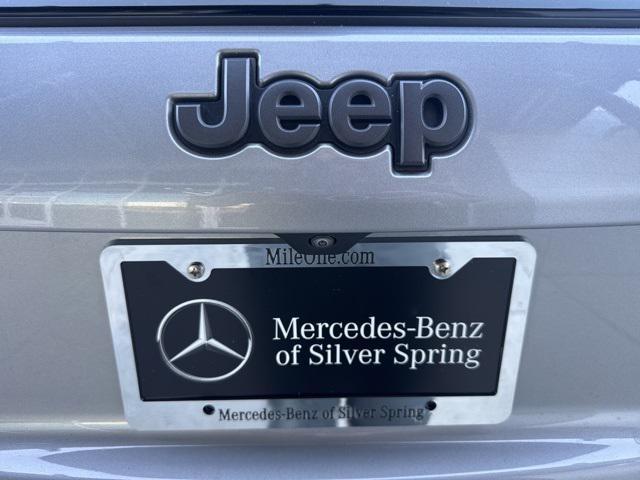 Jeep
MileOne.com
Mercedes-Benz
of Silver Spring
Mercedes-Benz of Silver Spring